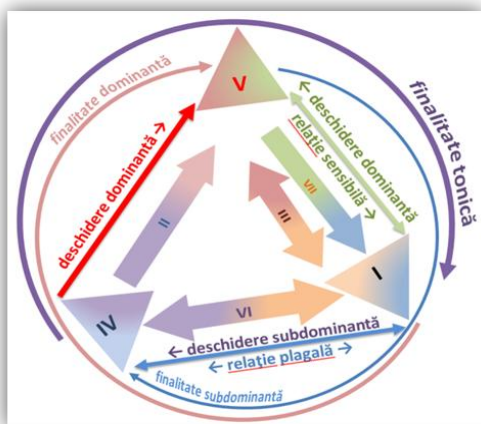 finalitate dominantă
V
finalitate tonică
deschidere dominantă →
← deschidere dominantă
relație sensibilă →
VII
II
III
I
IV
VI
← deschidere subdominantă
← relație plagală →
finalitate subdominantă